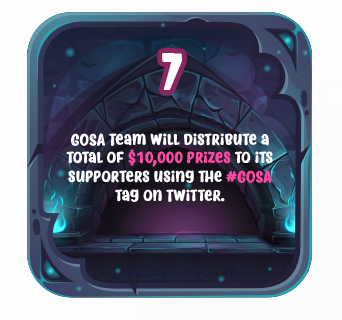 7
GOSA Team will distribute a
total of $10,000 prizes to its
supporters using the #GOSA
tag on Twitter.